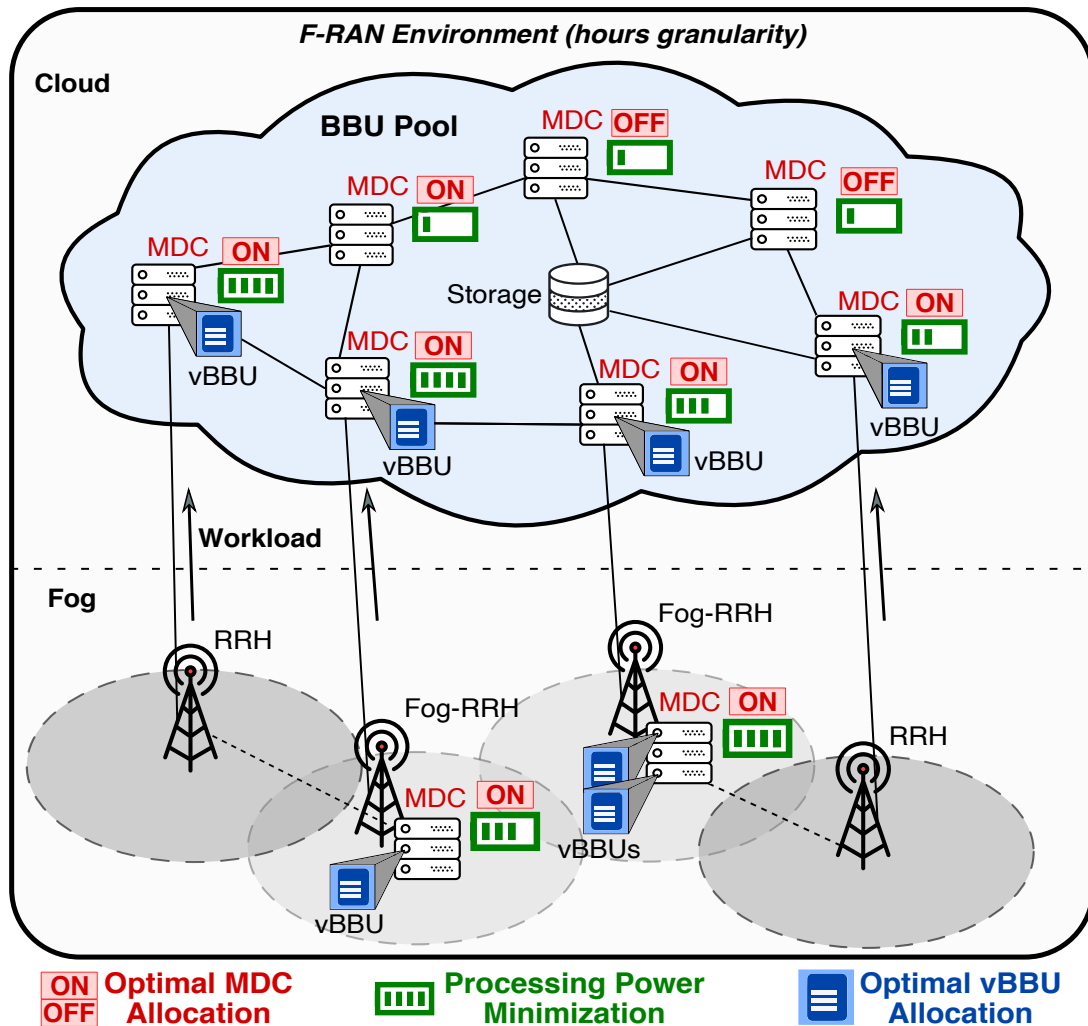 F-RAN Environment (hours granularity)
Cloud
BBU Pool
MDC OFF
MDC OFF
MDC ON
MDC ON
Storage
MDC ON
MDC ON
MDC ON
vBBU
vBBU
vBBU
vBBU
Workload
Fog
RRH
Fog-RRH
Fog-RRH
MDC ON
RRH
MDC ON
vBBUs
vBBU
ON
OFF
Optimal MDC
Allocation
Processing Power
Minimization
Optimal vBBU
Allocation